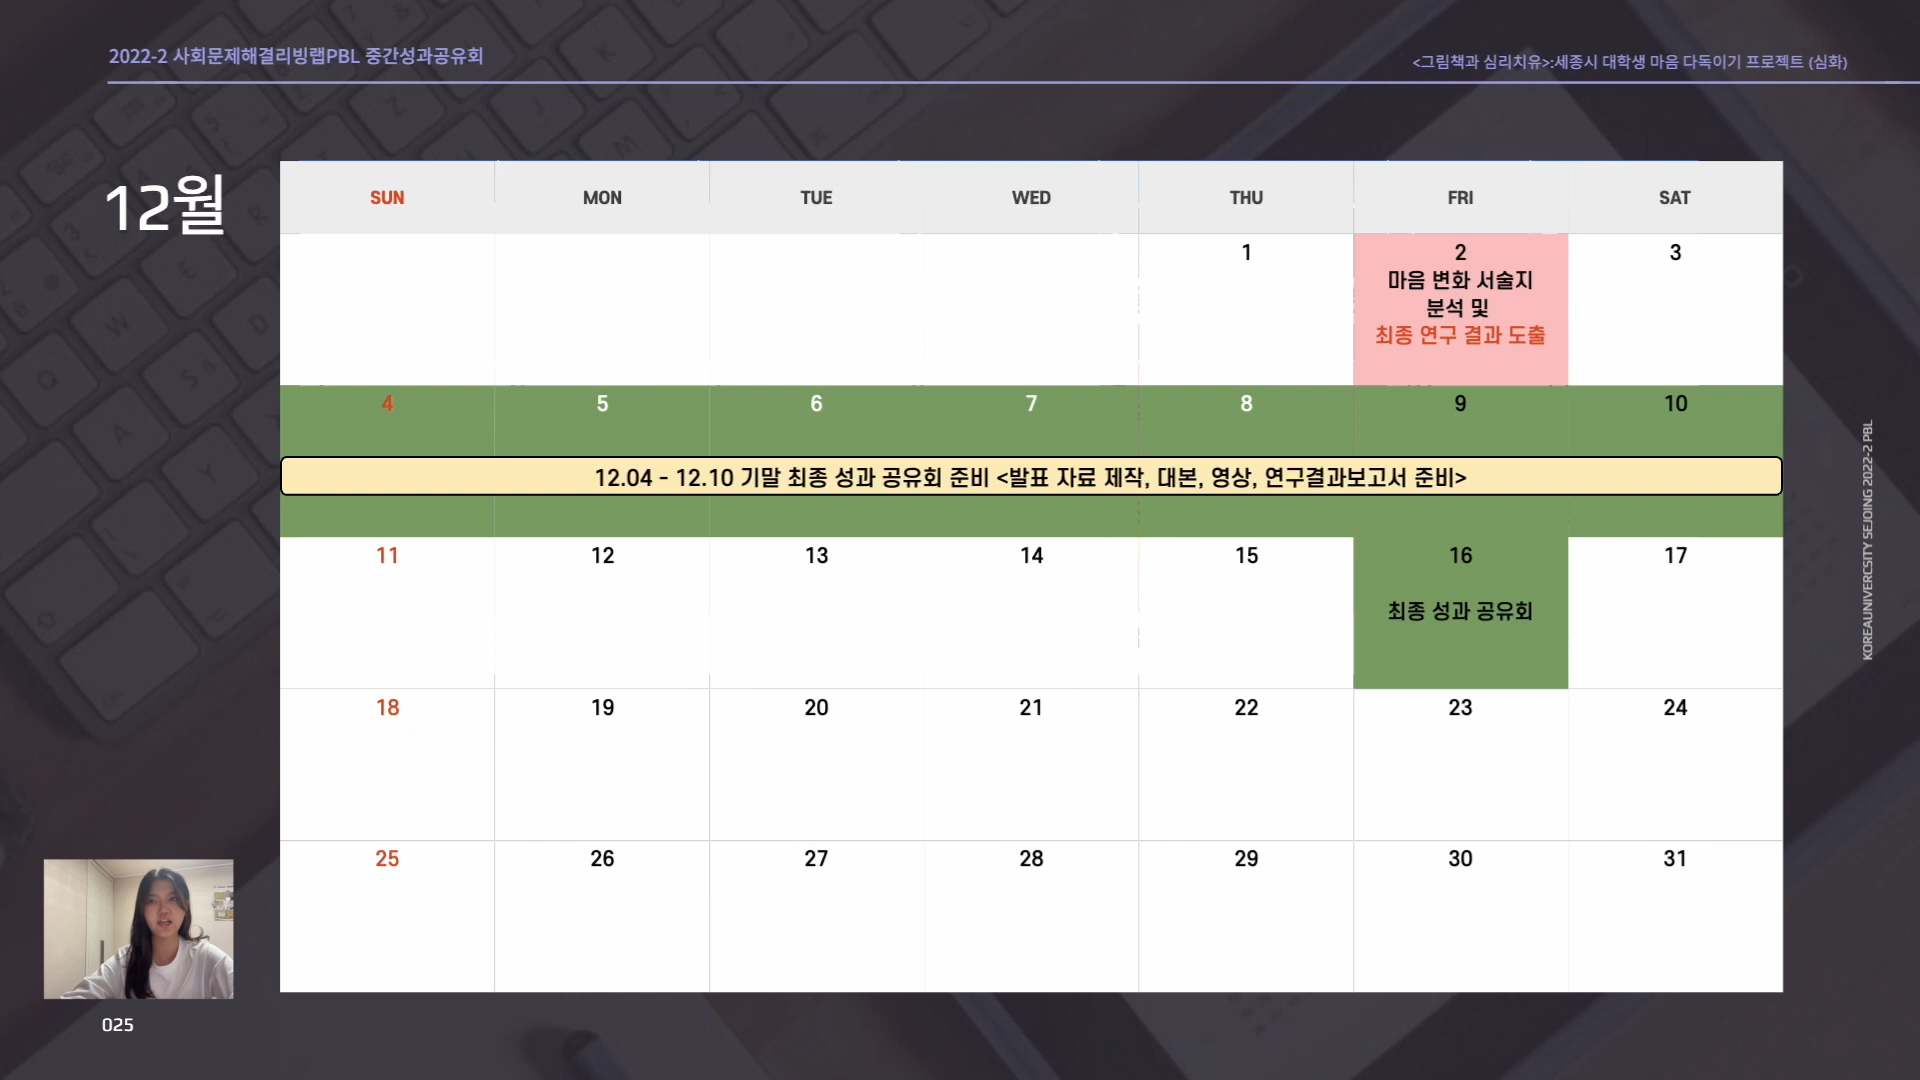 2022-2 사회문제해결리빙랩PBL 중간성과공유회
<그림책과 심리치유>:세종시 대학생 마음 다독이기 프로젝트 (심화)
12월
SUN MON TUE WED THU FRI SAT
1 2 3
마음 변화 서술지
분석 및
최종 연구 결과 도출
4 5 6 7 8 9 10
12.04 - 12.10 기말 최종 성과 공유회 준비 <발표 자료 제작, 대본, 영상, 연구결과보고서 준비>
11 12 13 14 15 16 17
최종 성과 공유회
18 19 20 21 22 23 24
25 26 27 28 29 30 31
KOREAUNIVERCSITY SEJOING 2022-2 PBL
025